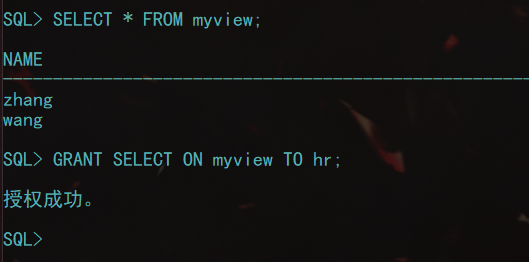 SQL> SELECT * FROM myview;
NAME
--------------------------------------------------------------------------------
zhang
wang
SQL> GRANT SELECT ON myview TO hr;
授权成功。
SQL>